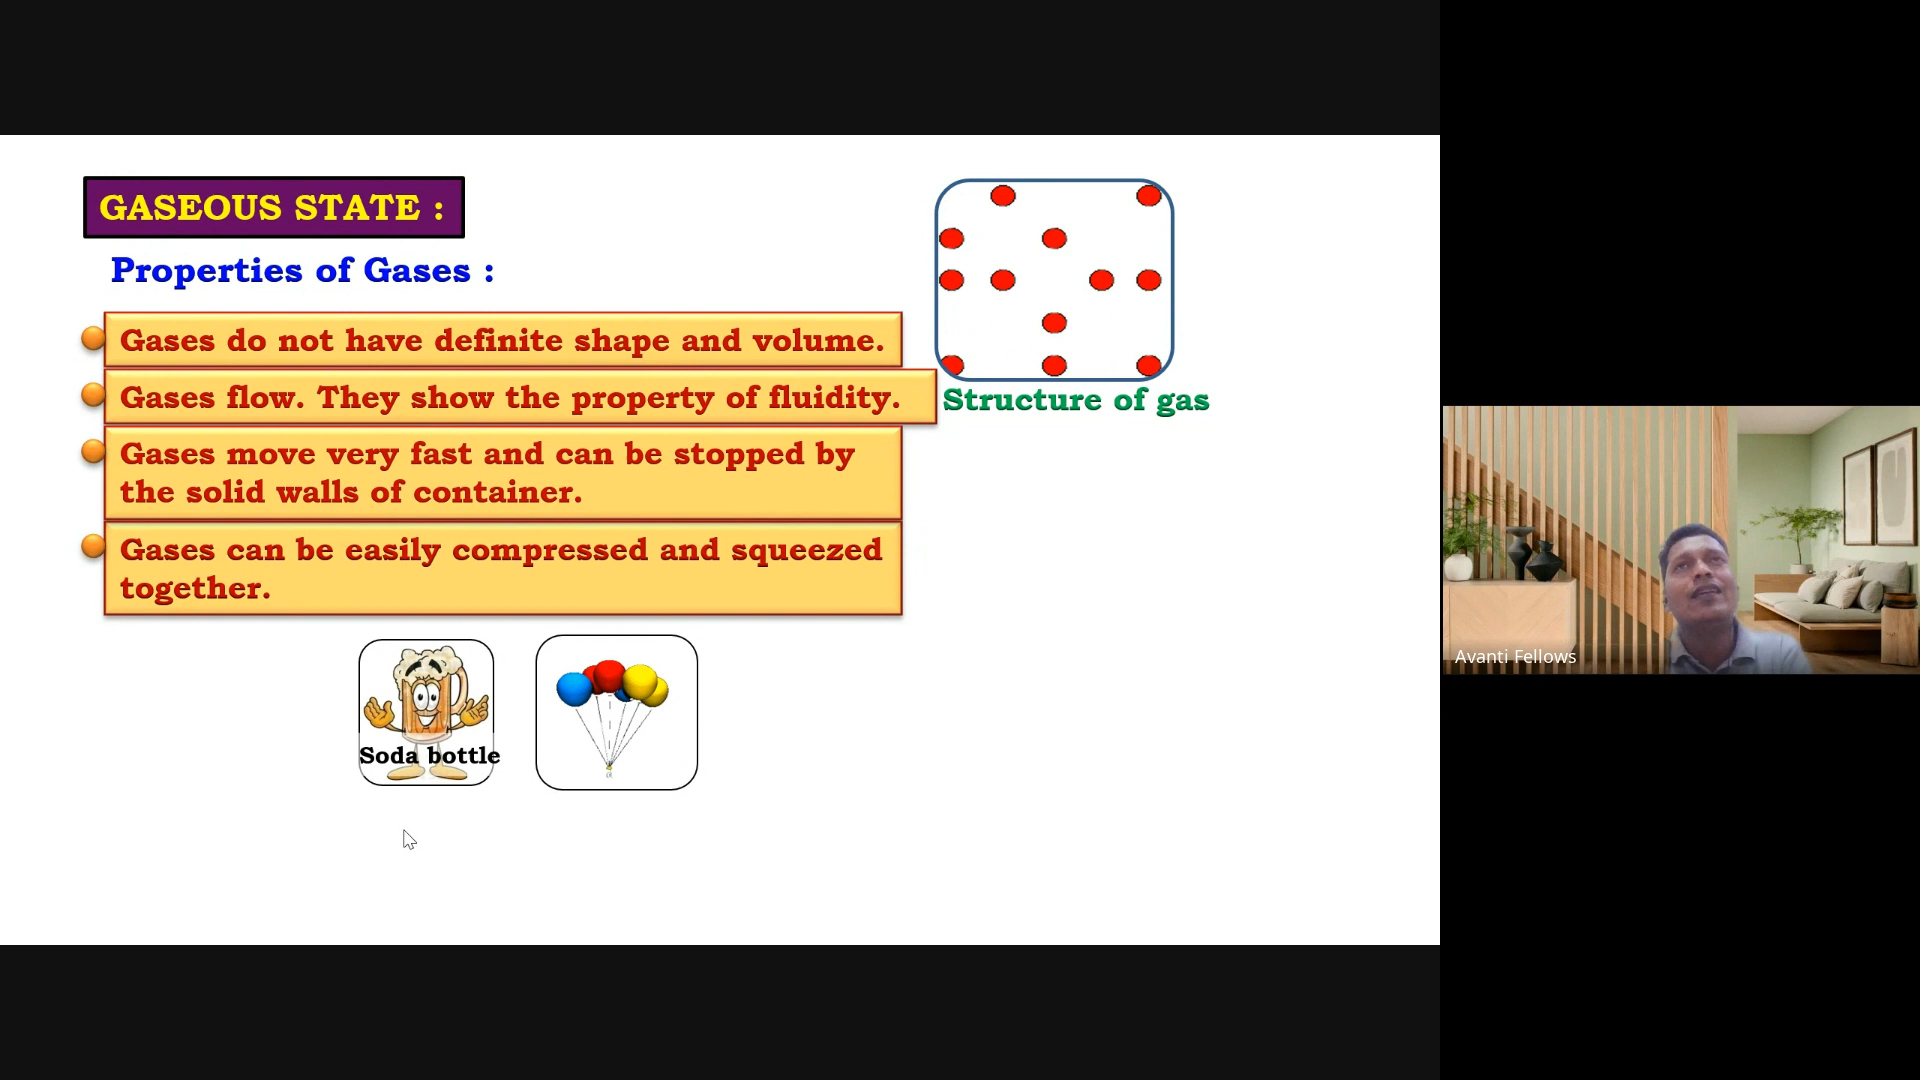 GASEOUS STATE :
Properties of Gases :
Gases do not have definite shape and volume.
Gases flow. They show the property of fluidity.
Gases move very fast and can be stopped by
the solid walls of container.
Gases can be easily compressed and squeezed
together.
Structure of gas
Soda bottle
Avanti Fellows